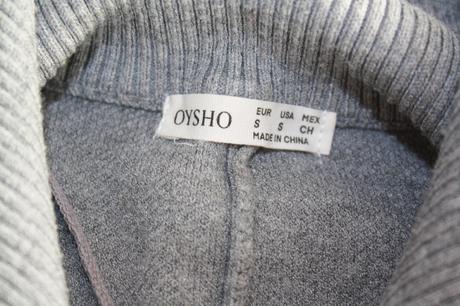 OYSHO
EUR USA MEX
S S CH
MADE IN CHINA